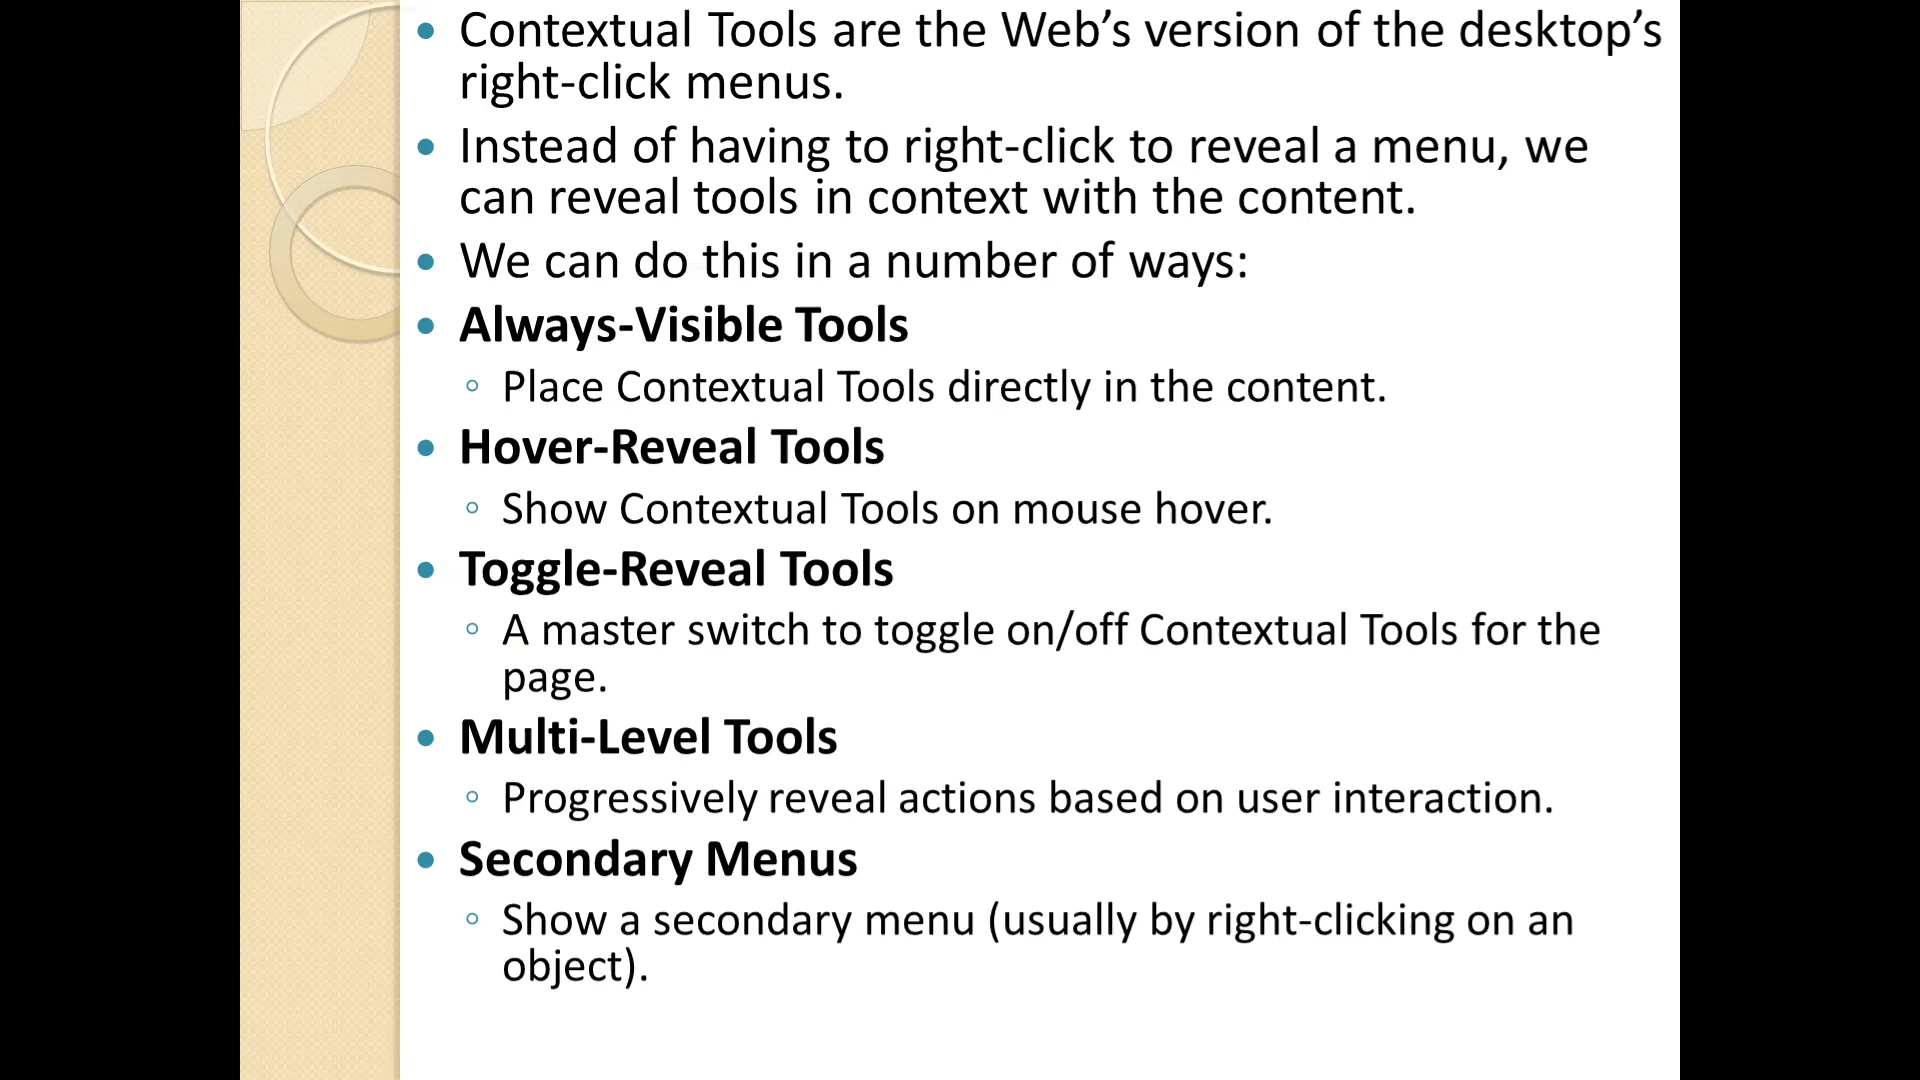 • Contextual Tools are the Web’s version of the desktop’s
right-click menus.
• Instead of having to right-click to reveal a menu, we
can reveal tools in context with the content.
• We can do this in a number of ways:
• Always-Visible Tools
◦ Place Contextual Tools directly in the content.
• Hover-Reveal Tools
◦ Show Contextual Tools on mouse hover.
• Toggle-Reveal Tools
◦ A master switch to toggle on/off Contextual Tools for the
page.
• Multi-Level Tools
◦ Progressively reveal actions based on user interaction.
• Secondary Menus
◦ Show a secondary menu (usually by right-clicking on an
object).